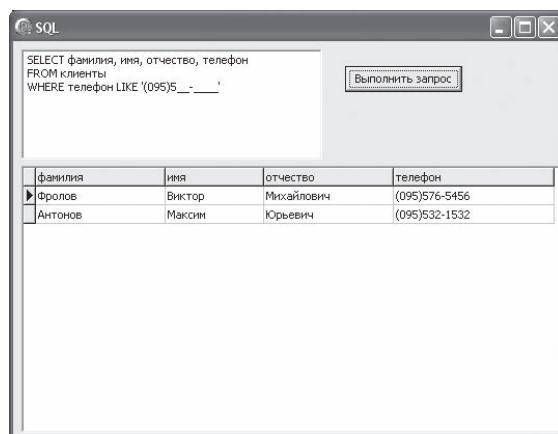 SQL
SELECT фамилия, имя, отчество, телефон
FROM клиенты
WHERE телефон LIKE '(095)5__-____'
Выполнить запрос
фамилия имя отчество телефон
Фролов Виктор Михайлович (095)576-5456
Антонов Максим Юрьевич (095)532-1532